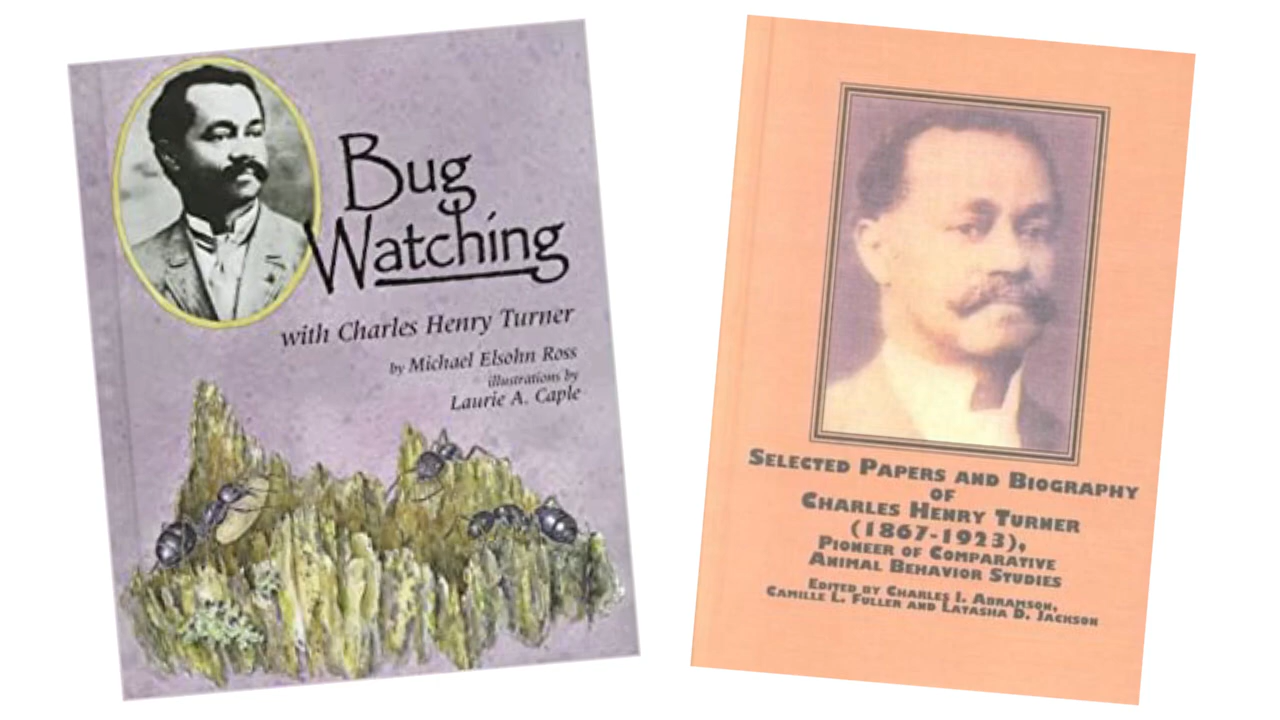 Bug
Watching
with Charles Henry Turner
by Michael Elsohn Ross
illustrations by
Laurie A. Caple
SELECTED PAPERS AND BIOGRAPHY
OF
CHARLES HENRY TURNER
(1867-1923),
PIONEER OF COMPARATIVE
ANIMAL BEHAVIOR STUDIES
EDITED BY CHARLES I. ABRAMSON,
CAMILLE L. FULLER AND LATASHA D. JACKSON